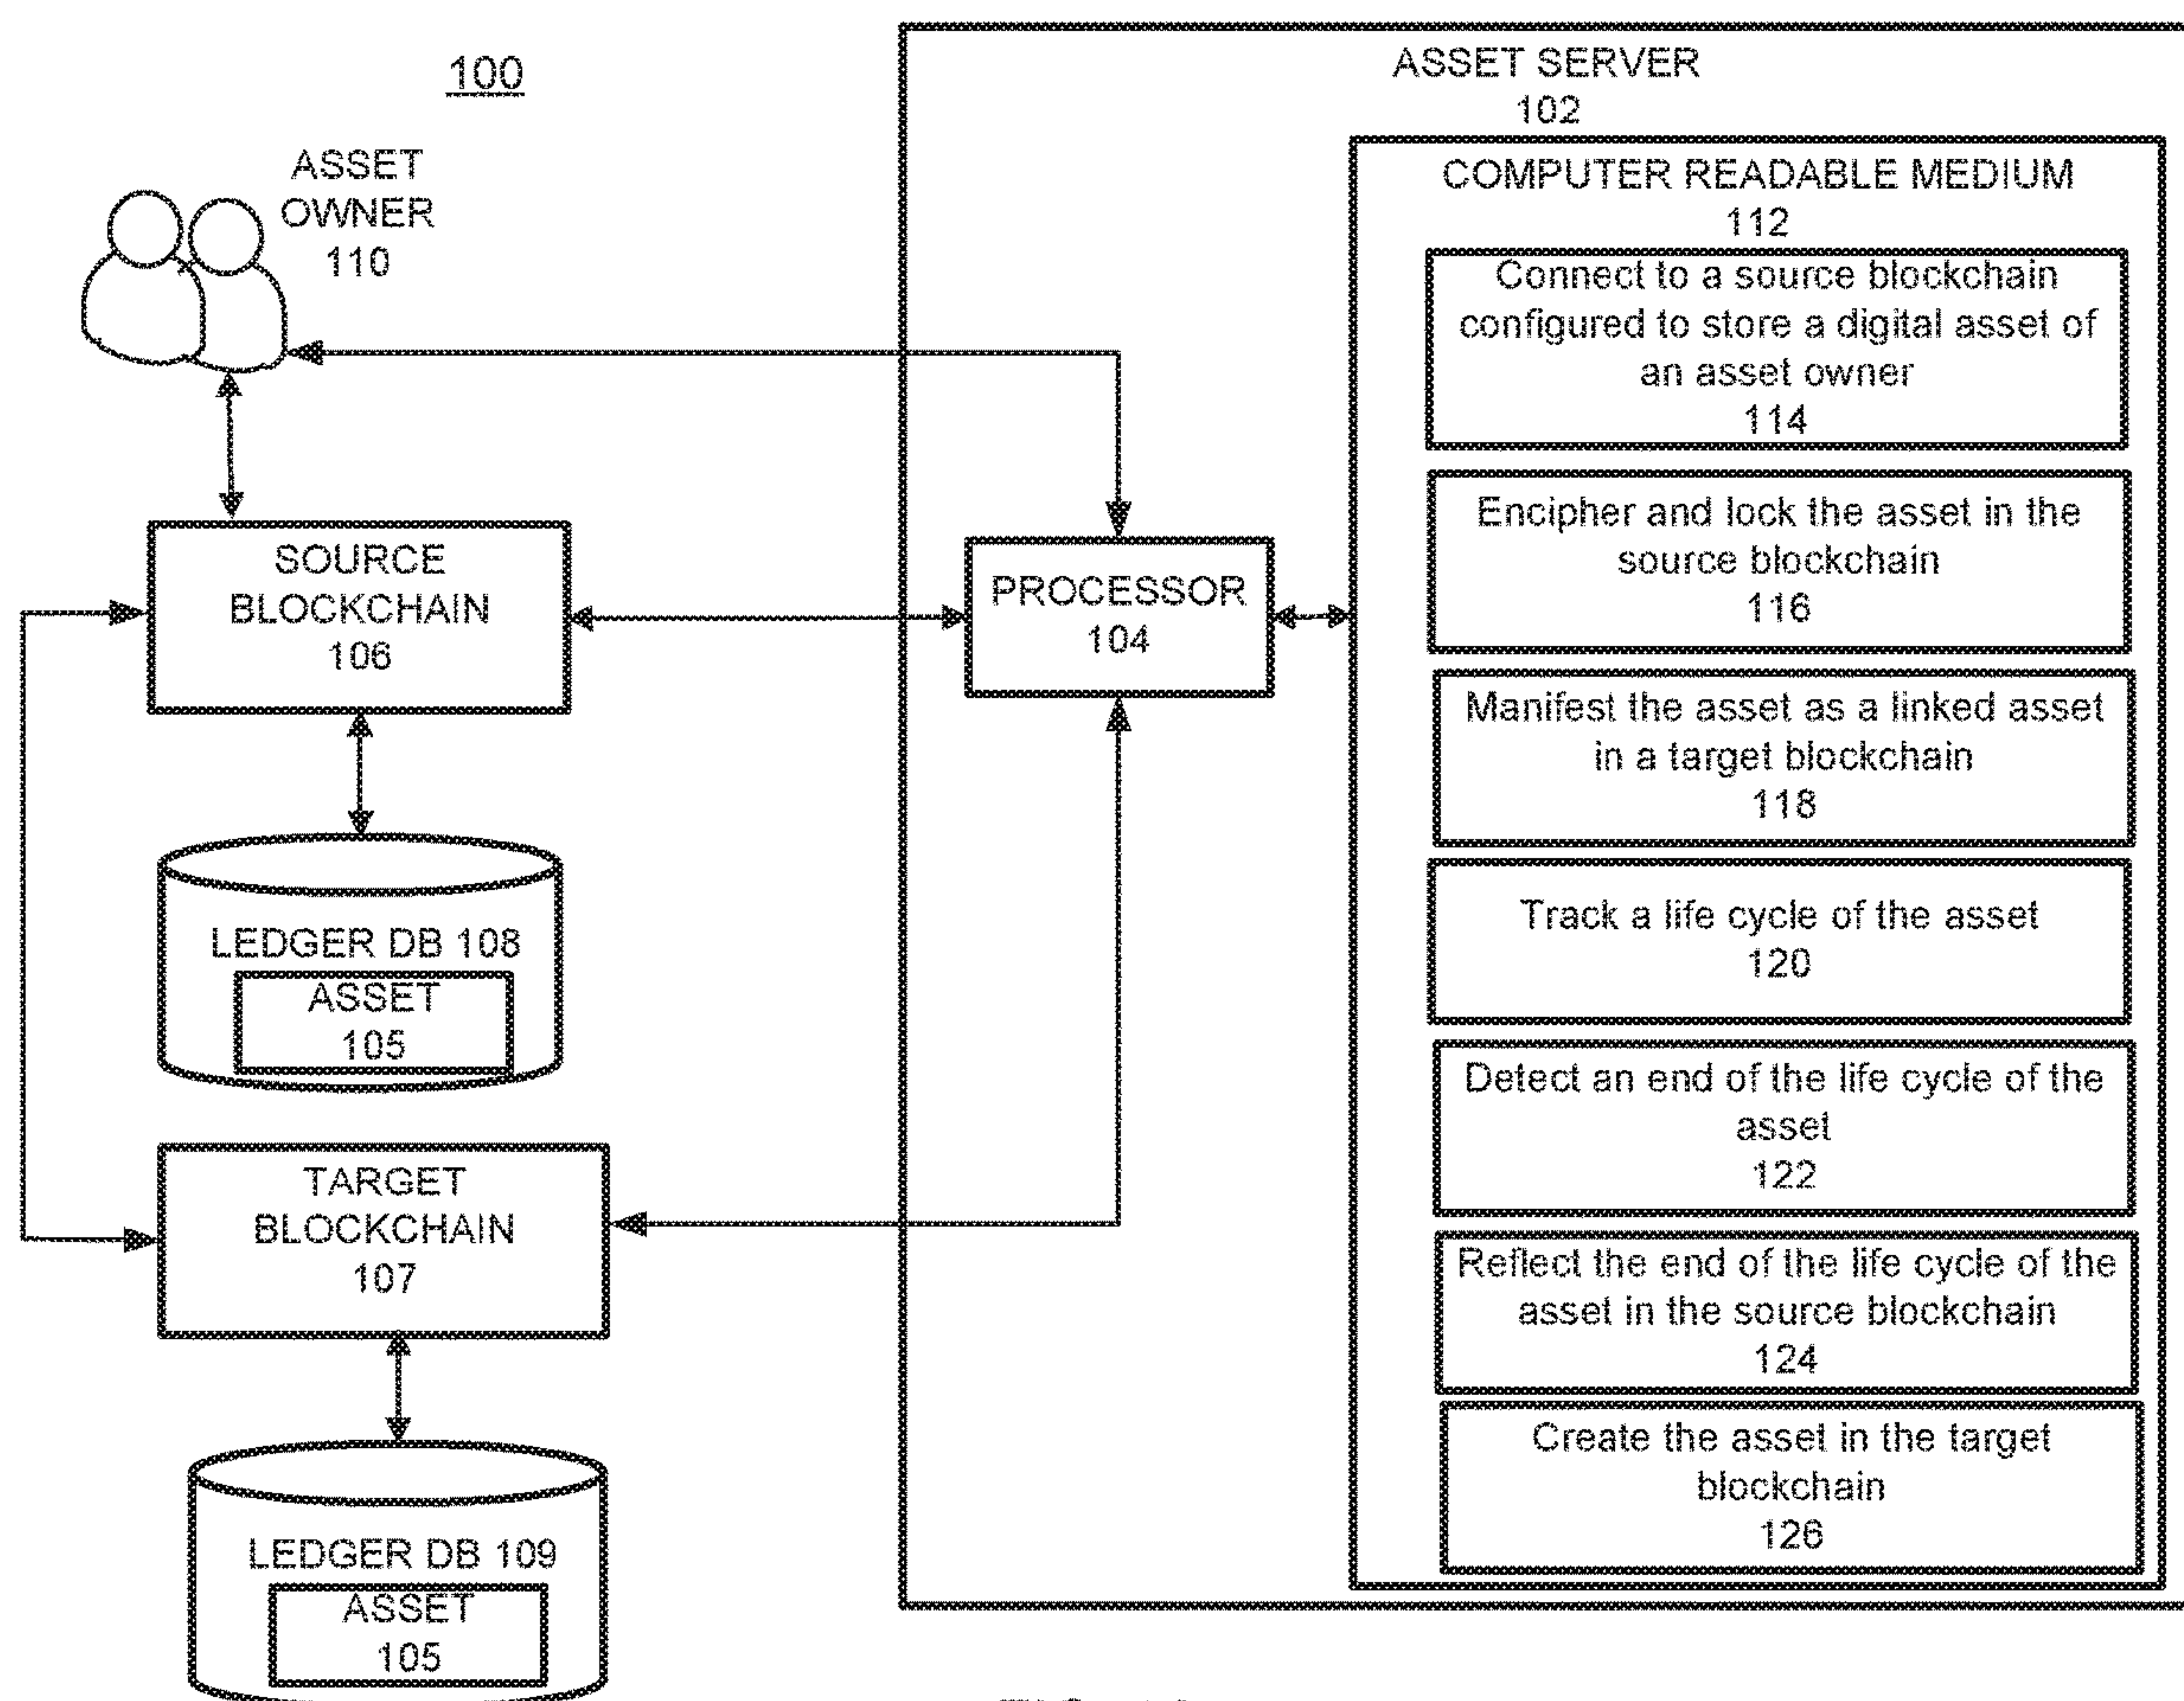 100
ASSET
OWNER
110
SOURCE
BLOCKCHAIN
106
LEDGER DB 108
ASSET
105
TARGET
BLOCKCHAIN
107
LEDGER DB 109
ASSET
105
ASSET SERVER
102
PROCESSOR
104
COMPUTER READABLE MEDIUM
112
Connect to a source blockchain
configured to store a digital asset of
an asset owner
114
Encipher and lock the asset in the
source blockchain
116
Manifest the asset as a linked asset
in a target blockchain
118
Track a life cycle of the asset
120
Detect an end of the life cycle of the
asset
122
Reflect the end of the life cycle of the
asset in the source blockchain
124
Create the asset in the target
blockchain
126